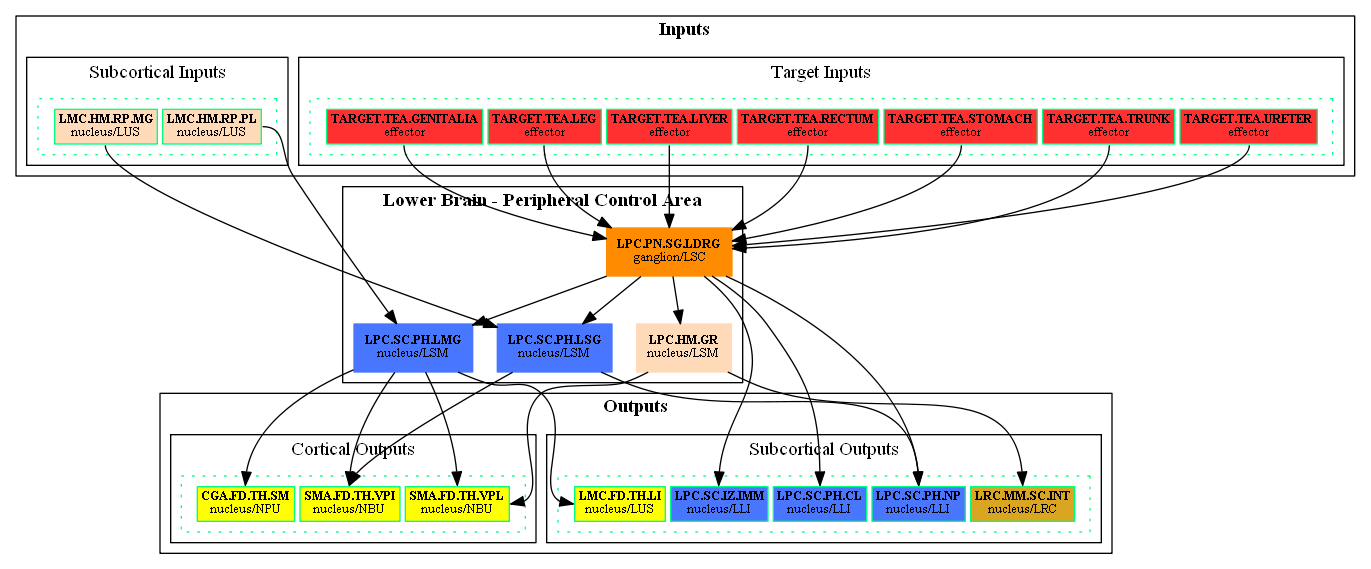 Inputs
Subcortical Inputs
Target Inputs
LMC.HM.RP.MG
nucleus/LUS
LMC.HM.RP.PL
nucleus/LUS
TARGET.TEA.GENITALIA
effector
TARGET.TEA.LEG
effector
TARGET.TEA.LIVER
effector
TARGET.TEA.RECTUM
effector
TARGET.TEA.STOMACH
effector
TARGET.TEA.TRUNK
effector
TARGET.TEA.URETER
effector
Lower Brain - Peripheral Control Area
LPC.PN.SG.LDRG
ganglion/LSC
LPC.SC.PH.LMG
nucleus/LSM
LPC.SC.PH.LSG
nucleus/LSM
LPC.HM.GR
nucleus/LSM
Outputs
Cortical Outputs
Subcortical Outputs
CGA.FD.TH.SM
nucleus/NPU
SMA.FD.TH.VPI
nucleus/NBU
SMA.FD.TH.VPL
nucleus/NBU
LMC.FD.TH.LI
nucleus/LUS
LPC.SC.IZ.IMM
nucleus/LLI
LPC.SC.PH.CL
nucleus/LLI
LPC.SC.PH.NP
nucleus/LLI
LRC.MM.SC.INT
nucleus/LRC